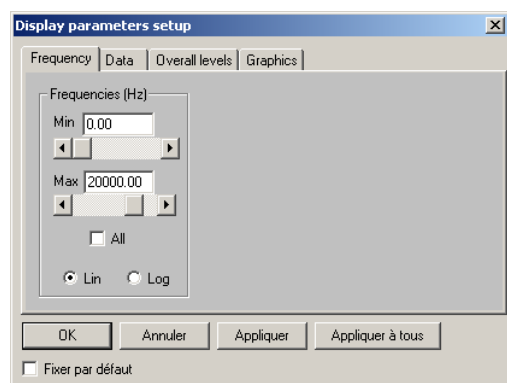 Display parameters setup
Frequency Data Overall levels Graphics
Frequencies (Hz)
Min 0.00
Max 20000.00
All
Lin Log
OK Annuler Appliquer Appliquer à tous
Fixer par défaut